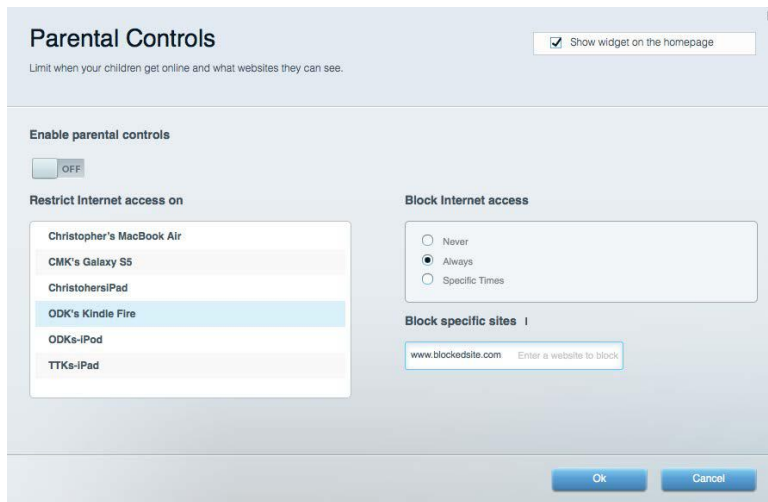 Parental Controls
Show widget on the homepage
Limit when your children get online and what websites they can see.
Enable parental controls
OFF
Restrict Internet access on
Christopher's MacBook Air
CMK's Galaxy S5
ChristohersiPad
ODK's Kindle Fire
ODKs-iPod
TTKs-iPad
Block Internet access
Never
Always
Specific Times
Block specific sites I
www.blockedsite.com Enter a website to block
Ok
Cancel